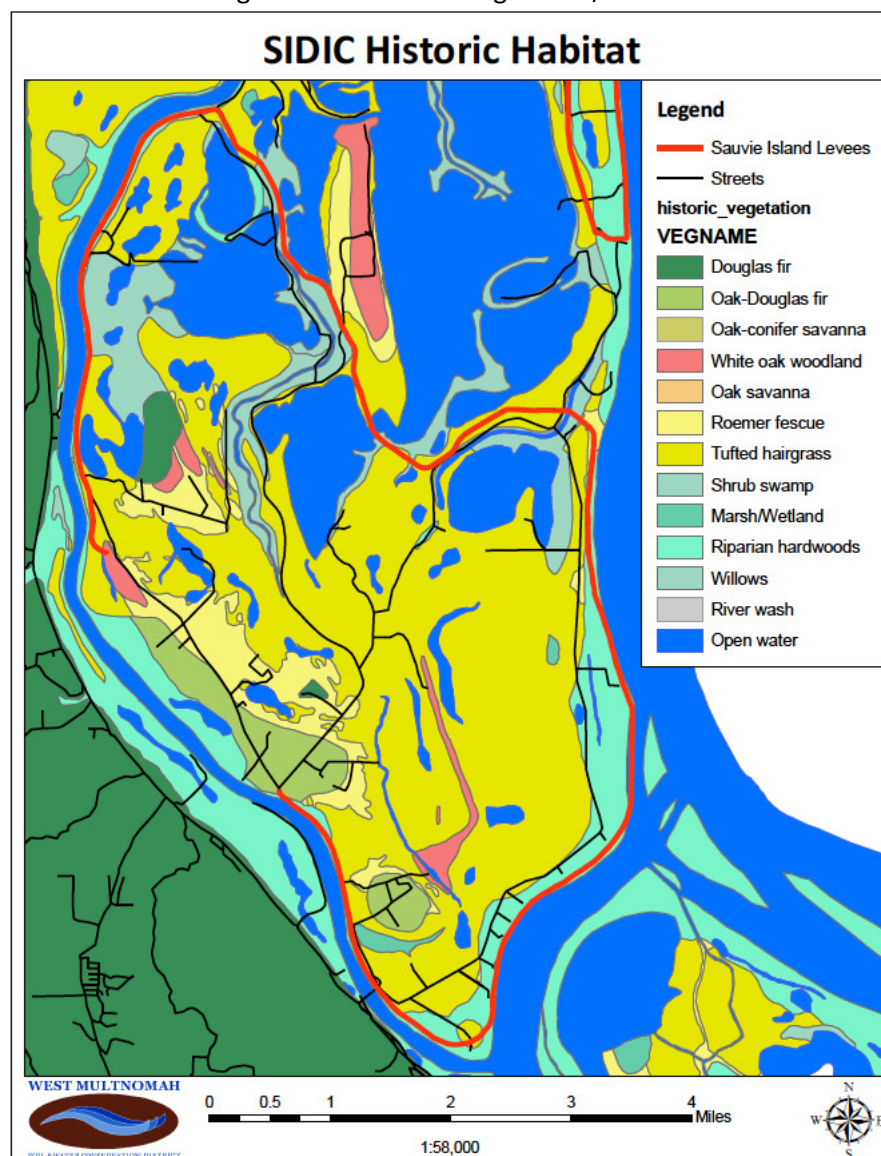 SIDIC Historic Habitat
Legend
Sauvie Island Levees
Streets
historic_vegetation
VEGNAME
Douglas fir
Oak-Douglas fir
Oak-conifer savanna
White oak woodland
Oak savanna
Roemer fescue
Tufted hairgrass
Shrub swamp
Marsh/Wetland
Riparian hardwoods
Willows
River wash
Open water
WEST MULTNOMAH
0 0.5 1 2 3 4
Miles
1:58,000
N
W E
S